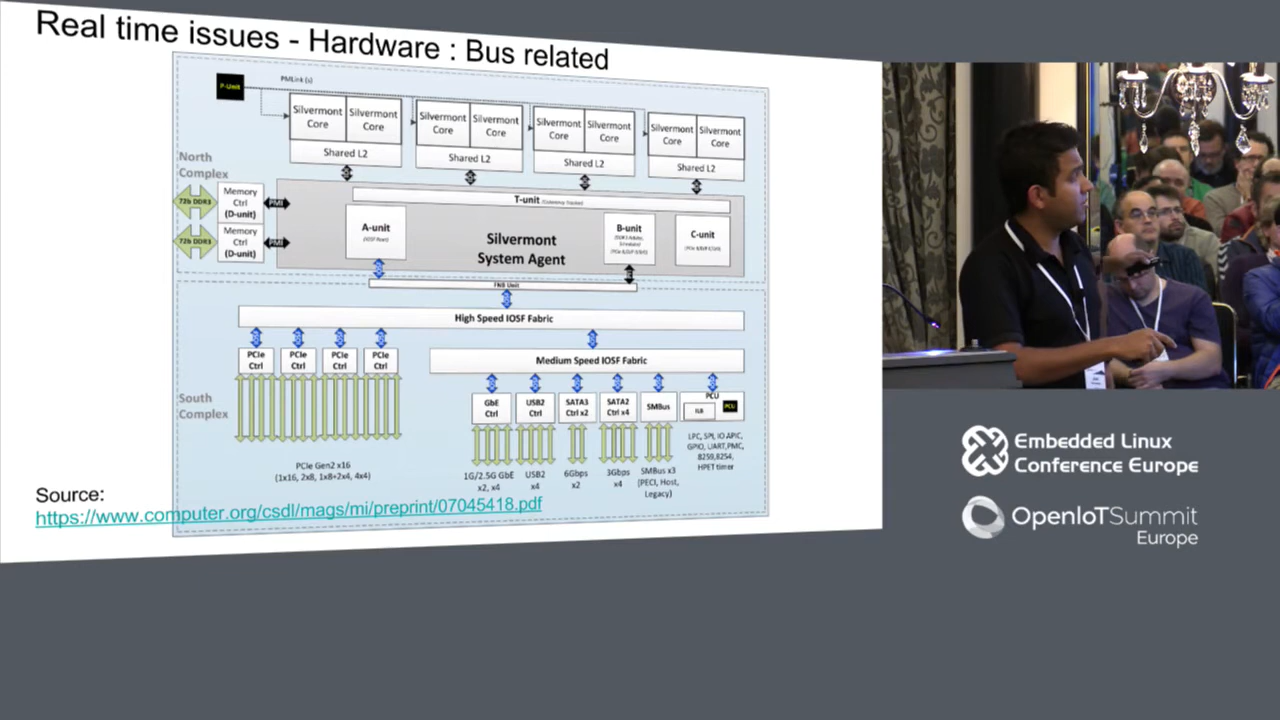 Real time issues - Hardware : Bus related
PMLink (s)
P-Unit
Silvermont Core
Silvermont Core
Shared L2
Silvermont Core
Silvermont Core
Shared L2
Silvermont Core
Silvermont Core
Shared L2
Silvermont Core
Silvermont Core
Shared L2
North Complex
72b DDR3
Memory Ctrl (D-unit)
PMI
72b DDR3
Memory Ctrl (D-unit)
PMI
T-unit
A-unit
Silvermont System Agent
B-unit
C-unit
High Speed IOSF Fabric
PCIe Ctrl
PCIe Ctrl
PCIe Ctrl
PCIe Ctrl
Medium Speed IOSF Fabric
South Complex
GbE Ctrl
USB2 Ctrl
SATA3 Ctrl x2
SATA2 Ctrl x4
SMBus
PCU
ILB
PCIe Gen2 x16
(1x16, 2x8, 1x8+2x4, 4x4)
1G/2.5G GbE
x2, x4
USB2
x4
6Gbps
x2
3Gbps
x4
SMBus x3
(PECI, Host,
Legacy)
LPC, SPI, IO APIC,
GPIO, UART,PMC,
8259,8254,
HPET timer
Source:
https://www.computer.org/csdl/mags/mi/preprint/07045418.pdf
Embedded Linux
Conference Europe
OpenIoTSummit
Europe